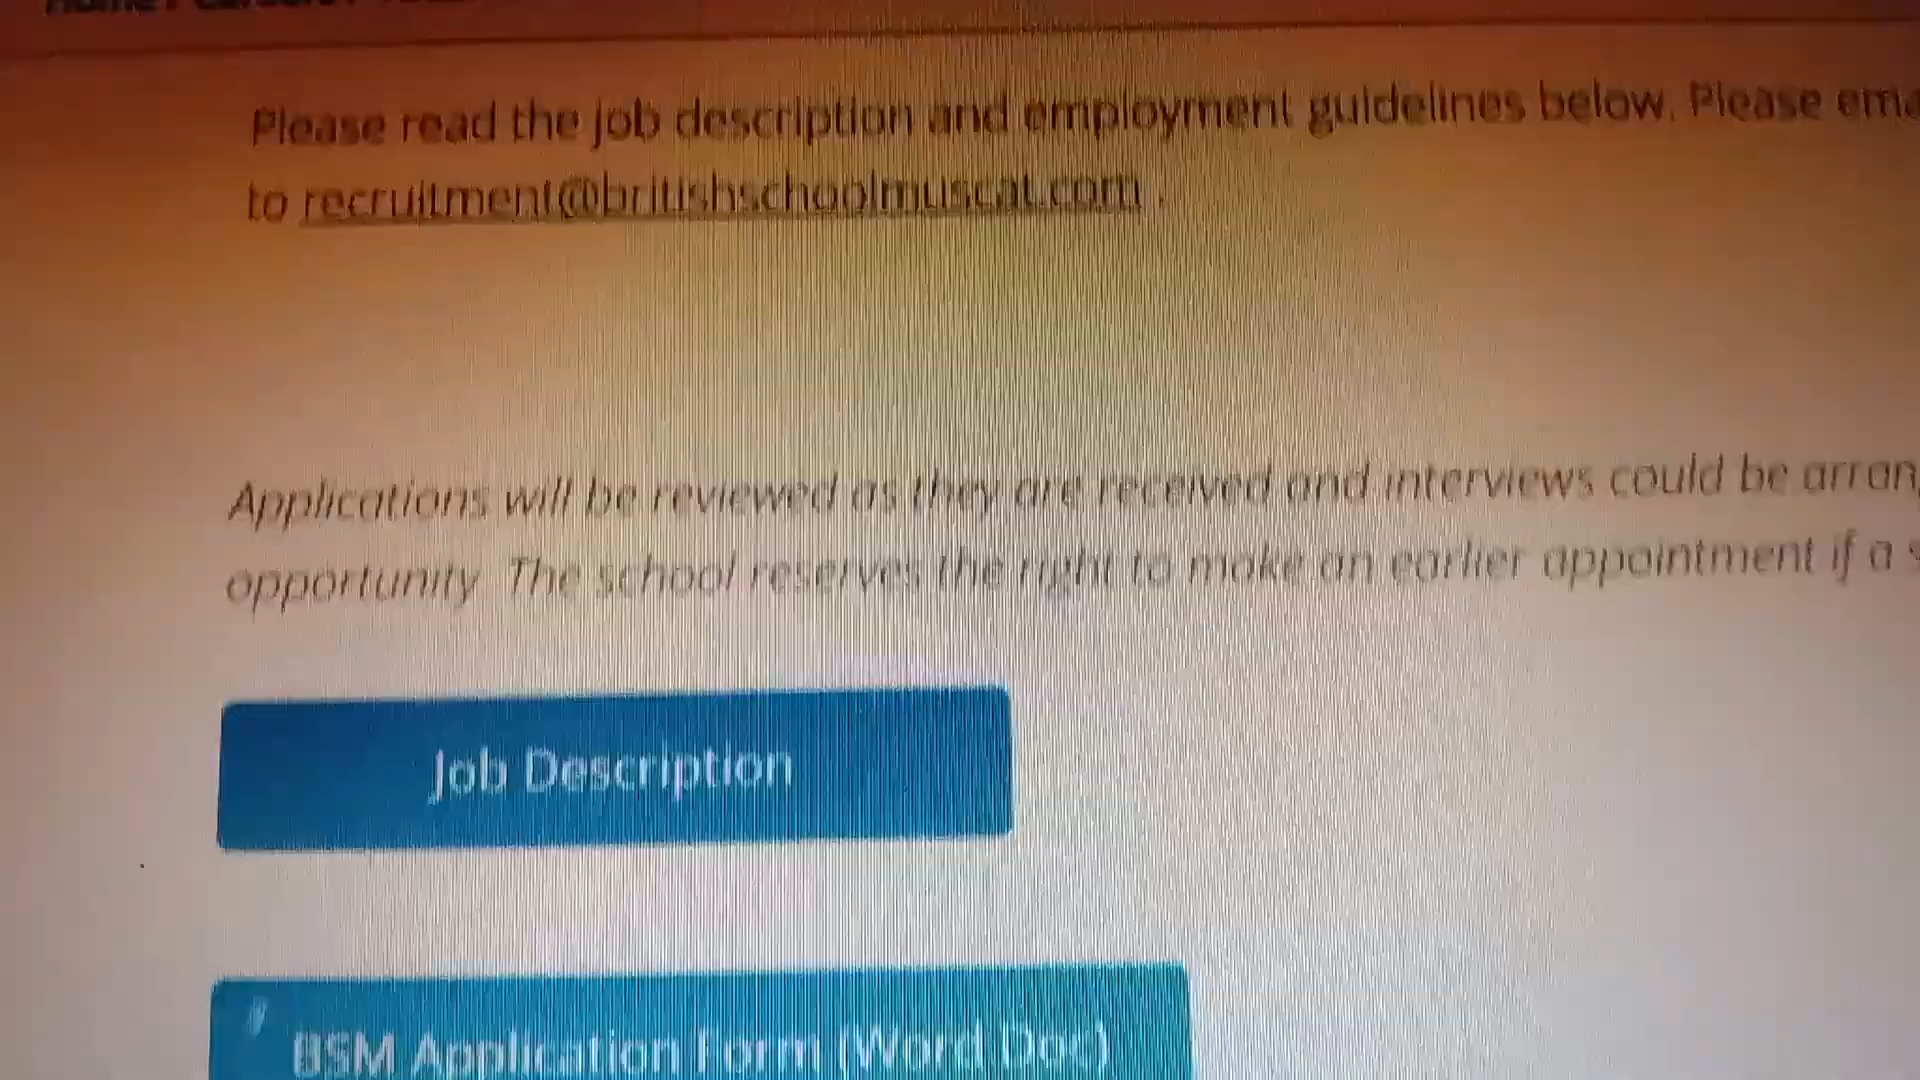 Please read the job description and employment guidelines below. Please ema
to recruitment@britishschoolmuscat.com .
Applications will be reviewed as they are received and interviews could be arran
opportunity. The school reserves the right to make an earlier appointment if a s
Job Description
BSM Application Form (Word Doc)